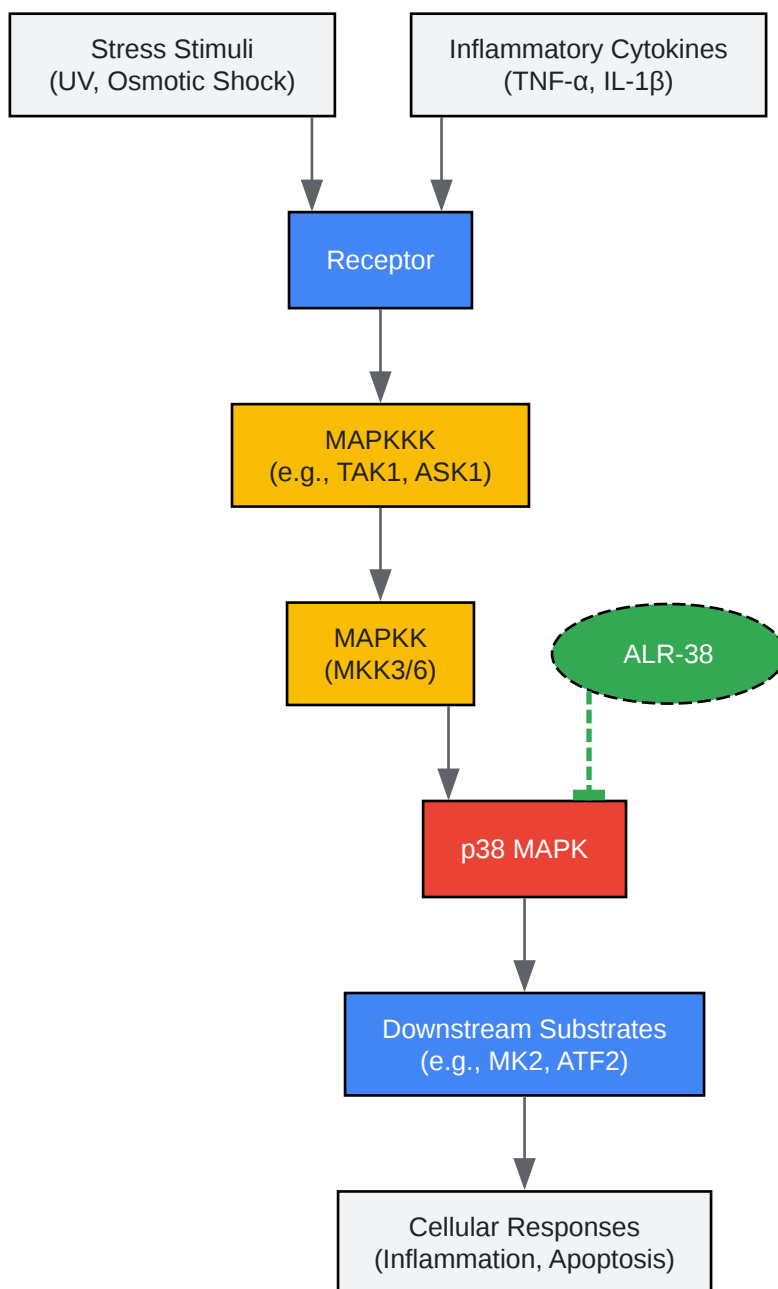 Stress Stimuli
(UV, Osmotic Shock)
Inflammatory Cytokines
(TNF-α, IL-1β)
Receptor
MAPKKK
(e.g., TAK1, ASK1)
MAPKK
(MKK3/6)
ALR-38
p38 MAPK
Downstream Substrates
(e.g., MK2, ATF2)
Cellular Responses
(Inflammation, Apoptosis)